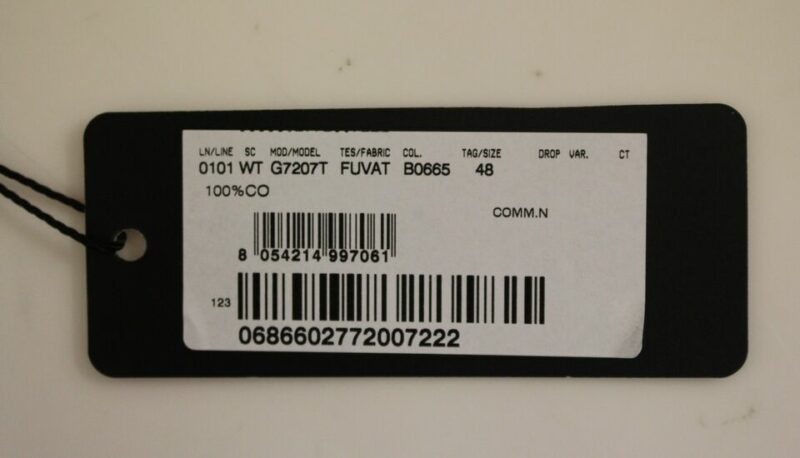 LN/LINE SC MOD/MODEL TES/FABRIC COL. TAG/SIZE DROP VAR. CT
0101 WT G7207T FUVAT B0665 48
100%CO
COMM.N
8 054214 997061
123
0686602772007222